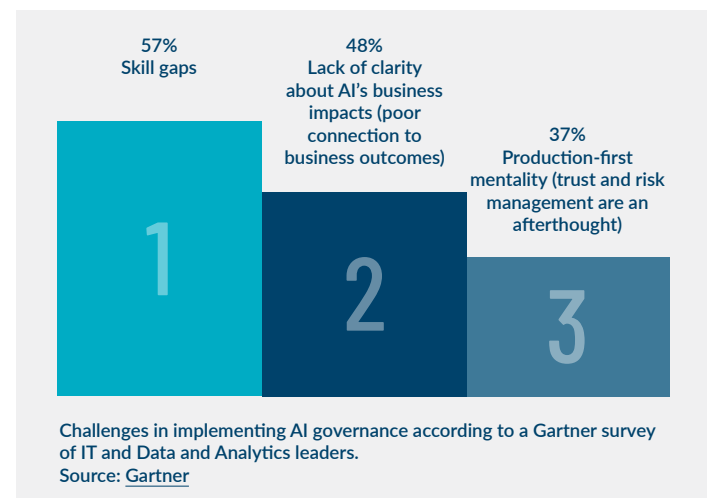 57%
Skill gaps
48%
Lack of clarity
about AI’s business
impacts (poor
connection to
business outcomes)
37%
Production-first
mentality (trust and risk
management are an
afterthought)
1
2
3
Challenges in implementing AI governance according to a Gartner survey
of IT and Data and Analytics leaders.
Source: Gartner